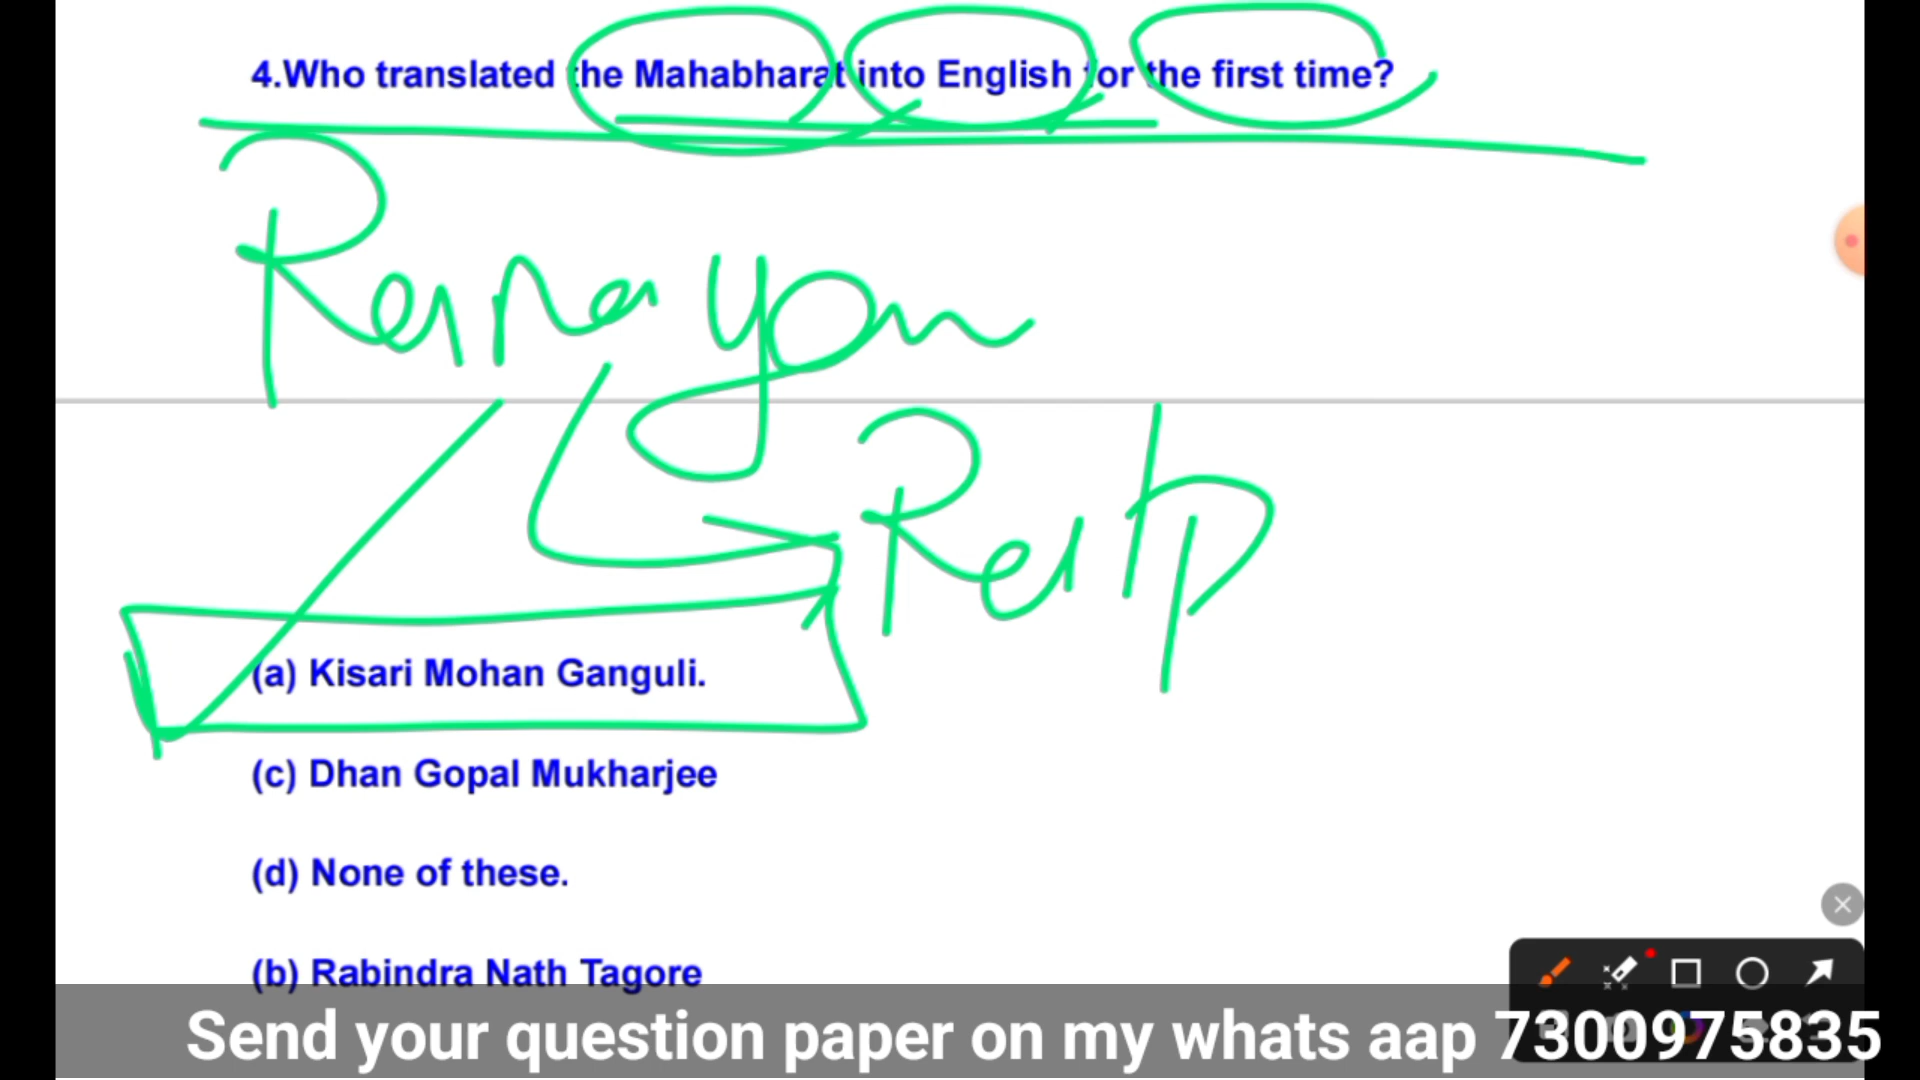 4.Who translated the Mahabharat into English for the first time?
Ramayan
(a) Kisari Mohan Ganguli.
(c) Dhan Gopal Mukharjee
(d) None of these.
(b) Rabindra Nath Tagore
Send your question paper on my whats aap 7300975835